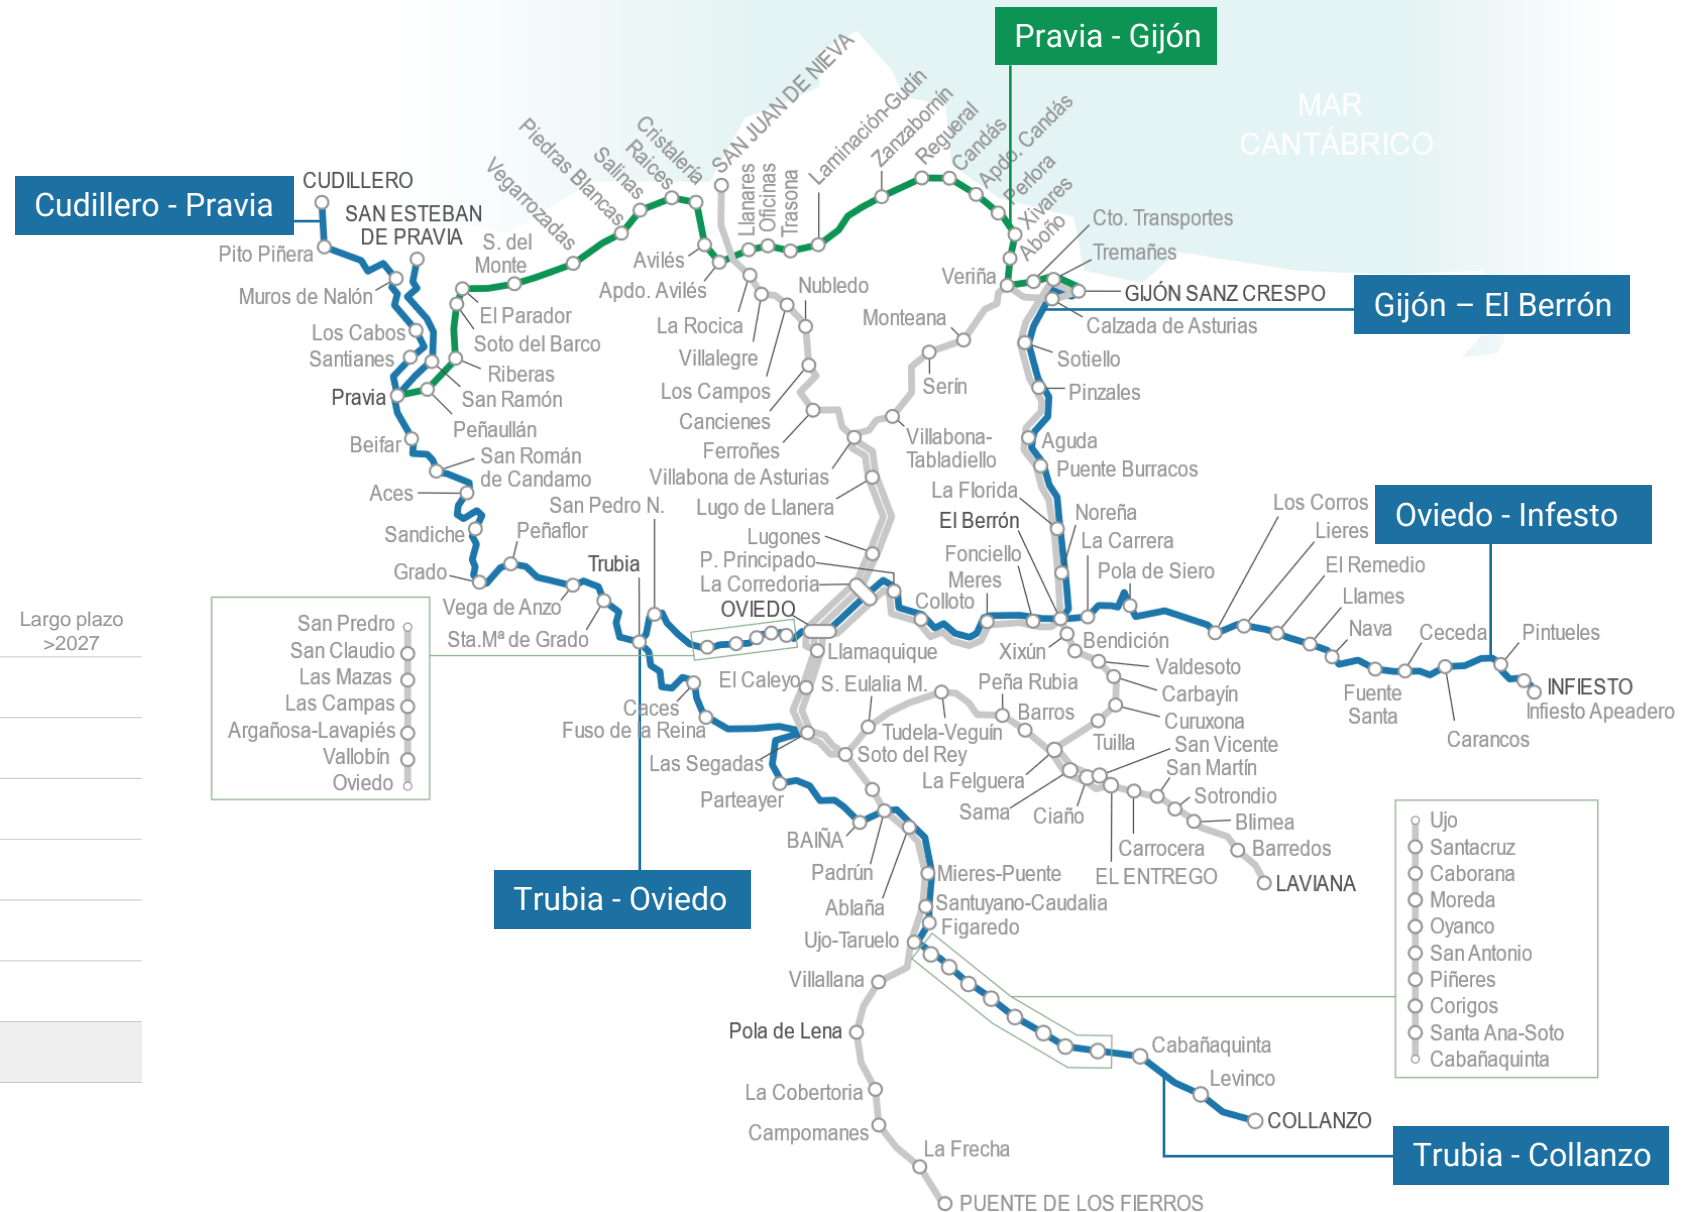 Pravia - Gijón
MAR
CANTÁBRICO
SAN JUAN DE NIEVA
Laminación-Gudín
Zanzabornín
Regueral
Candás
Apdo. Candás
Perlora
Xivares
Aboño
Cristalería
Raices
Salinas
Piedras Blancas
Vegarrozadas
Llanares
Oficinas
Trasona
Cudillero - Pravia
CUDILLERO
SAN ESTEBAN
DE PRAVIA
Pito Piñera
Muros de Nalón
S. del
Monte
Avilés
Apdo. Avilés
Cto. Transportes
Tremañes
Veriña
GIJÓN SANZ CRESPO
Gijón – El Berrón
Calzada de Asturias
Nubledo
Monteana
La Rocica
El Parador
Los Cabos
Soto del Barco
Santianes
Riberas
Villalegre
Sotiello
Serín
Pinzales
Pravia
San Ramón
Los Campos
Cancienes
Peñaullán
Beifar
Ferroñes
Villabona-
Tabladiello
Aguda
San Román
de Candamo
Villabona de Asturias
Puente Burracos
Aces
San Pedro N.
Lugo de Llanera
La Florida
Los Corros
Oviedo - Infesto
Sandiche
Peñaflor
Lugones
El Berrón
Noreña
La Carrera
Lieres
Trubia
P. Principado
Fonciello
Grado
La Corredoria
Meres
Pola de Siero
El Remedio
Llames
Vega de Anzo
OVIEDO
Colloto
Nava
Ceceda
Pintueles
Largo plazo
>2027
San Predro
San Claudio
Las Mazas
Las Campas
Argañosa-Lavapiés
Vallobín
Oviedo
Sta.Mª de Grado
Llamaquique
Xixún
Bendición
Valdesoto
El Caleyo
S. Eulalia M.
Peña Rubia
Carbayín
Fuente
Santa
INFIESTO
Infiesto Apeadero
Caces
Fuso de la Reina
Barros
Curuxona
Tudela-Veguín
Tuilla
Carancos
Soto del Rey
San Vicente
Las Segadas
La Felguera
San Martín
Parteayer
Sama
Ciaño
Sotrondio
BAIÑA
Blimea
Carrocera
Barredos
Padrún
Mieres-Puente
EL ENTREGO
LAVIANA
Trubia - Oviedo
Ablaña
Santuyano-Caudalia
Figaredo
Ujo-Taruelo
Ujo
Santacruz
Caborana
Moreda
Oyanco
San Antonio
Piñeres
Corigos
Santa Ana-Soto
Cabañaquinta
Villallana
Pola de Lena
Cabañaquinta
Levinco
La Cobertoria
COLLANZO
Campomanes
La Frecha
Trubia - Collanzo
PUENTE DE LOS FIERROS